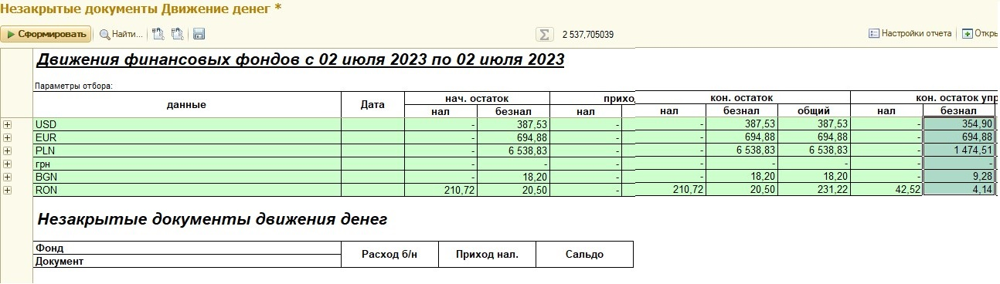 Незакрытые документы Движение денег *
Сформировать Найти... Σ 2 537,705039 Настройки отчета Откры
Движения финансовых фондов с 02 июля 2023 по 02 июля 2023
Параметры отбора:
данные Дата нач. остаток прихо кон. остаток кон. остаток упр
нал безнал нал нал безнал общий нал безнал
USD - 387,53 - - 387,53 387,53 - 354,90
EUR - 694,88 - - 694,88 694,88 - 694,88
PLN - 6 538,83 - - 6 538,83 6 538,83 - 1 474,51
грн - - - - - - - -
BGN - 18,20 - - 18,20 18,20 - 9,28
RON 210,72 20,50 - 210,72 20,50 231,22 42,52 4,14
Незакрытые документы движения денег
Фонд Расход б/н Приход нал. Сальдо
Документ